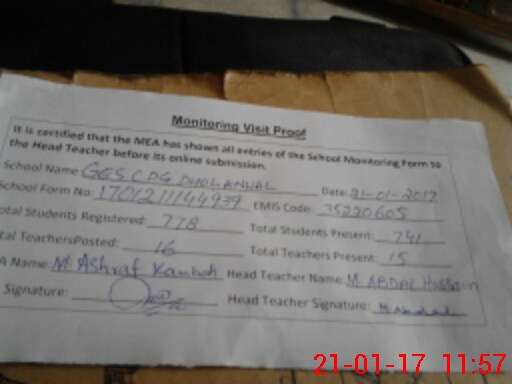 Monitoring Visit Proof
It is certified that the MEA has shown all entries of the School Monitoring Form to
the Head Teacher before its online submission.
School Name: GES CDG DHOLANWAL Date: 21-01-2017
School Form No: 1701211144939 EMIS Code: 35220605
otal Students Registered: 778 Total Students Present: 741
tal TeachersPosted: 16 Total Teachers Present: 15
A Name: M. Ashraf Kamboh Head Teacher Name: M ABDAL Hussain
Signature: Head Teacher Signature:
21-01-17 11:57